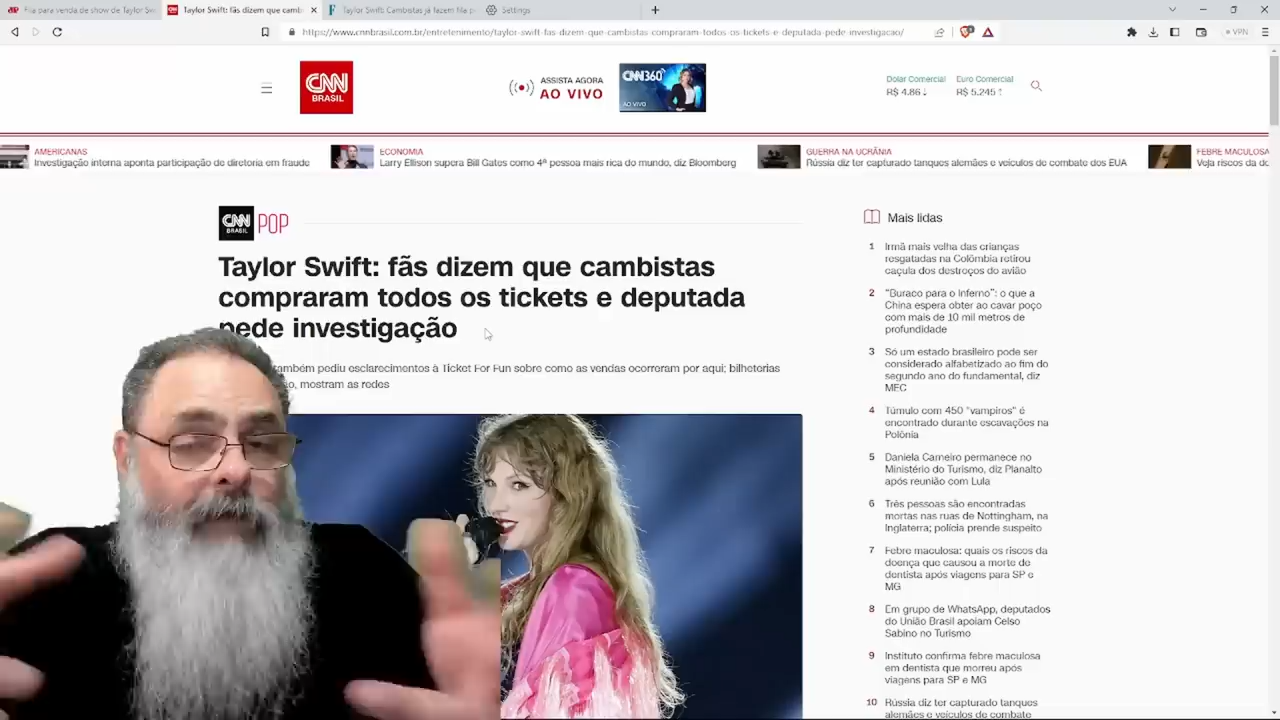 Fila para venda de show de Taylor Sw
Taylor Swift: fãs dizem que camb
Taylor Swift: Cambistas já fazem fila p
Settings
https://www.cnnbrasil.com.br/entretenimento/taylor-swift-fas-dizem-que-cambistas-compraram-todos-os-tickets-e-deputada-pede-investigacao/
VPN
CNN
BRASIL
ASSISTA AGORA
AO VIVO
CNN360°
AO VIVO
Dolar Comercial
R$ 4.86↓
Euro Comercial
R$ 5.245↑
AMERICANAS
Investigação interna aponta participação de diretoria em fraude
ECONOMIA
Larry Ellison supera Bill Gates como 4ª pessoa mais rica do mundo, diz Bloomberg
GUERRA NA UCRÂNIA
Rússia diz ter capturado tanques alemães e veículos de combate dos EUA
FEBRE MACULOSA
Veja riscos da do
CNN
BRASIL
POP
Taylor Swift: fãs dizem que cambistas
compraram todos os tickets e deputada
pede investigação
também pediu esclarecimentos à Ticket For Fun sobre como as vendas ocorreram por aqui; bilheterias
mostram as redes
Mais lidas
1 Irmã mais velha das crianças
resgatadas na Colômbia retirou
caçula dos destroços do avião
2 “Buraco para o Inferno”: o que a
China espera obter ao cavar poço
com mais de 10 mil metros de
profundidade
3 Só um estado brasileiro pode ser
considerado alfabetizado ao fim do
segundo ano do fundamental, diz
MEC
4 Túmulo com 450 "vampiros" é
encontrado durante escavações na
Polônia
5 Daniela Carneiro permanece no
Ministério do Turismo, diz Planalto
após reunião com Lula
6 Três pessoas são encontradas
mortas nas ruas de Nottingham, na
Inglaterra; polícia prende suspeito
7 Febre maculosa: quais os riscos da
doença que causou a morte de
dentista após viagens para SP e
MG
8 Em grupo de WhatsApp, deputados
do União Brasil apoiam Celso
Sabino no Turismo
9 Instituto confirma febre maculosa
em dentista que morreu após
viagens para SP e MG
10 Rússia diz ter capturado tanques
alemães e veículos de combate